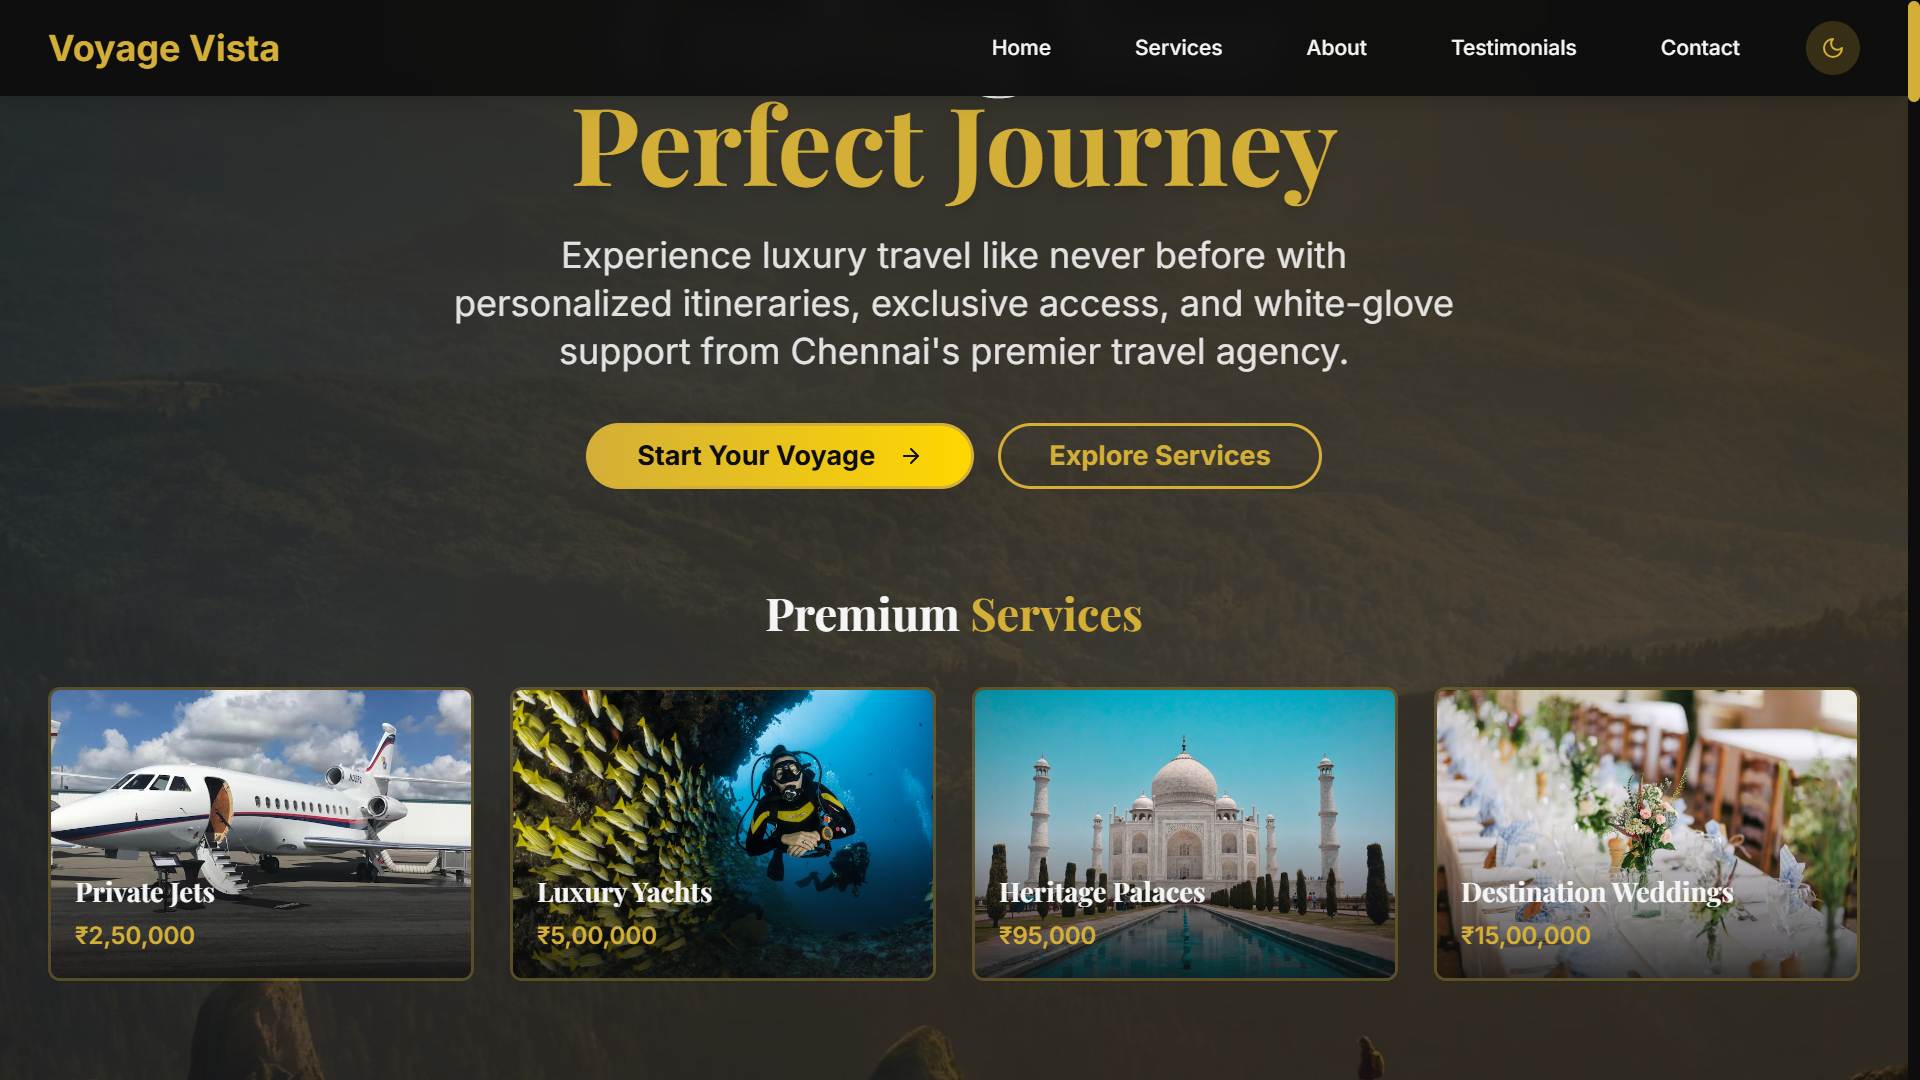 Voyage Vista
Home
Services
About
Testimonials
Contact
Perfect Journey
Experience luxury travel like never before with
personalized itineraries, exclusive access, and white-glove
support from Chennai's premier travel agency.
Start Your Voyage →
Explore Services
Premium Services
Private Jets
₹2,50,000
Luxury Yachts
₹5,00,000
Heritage Palaces
₹95,000
Destination Weddings
₹15,00,000